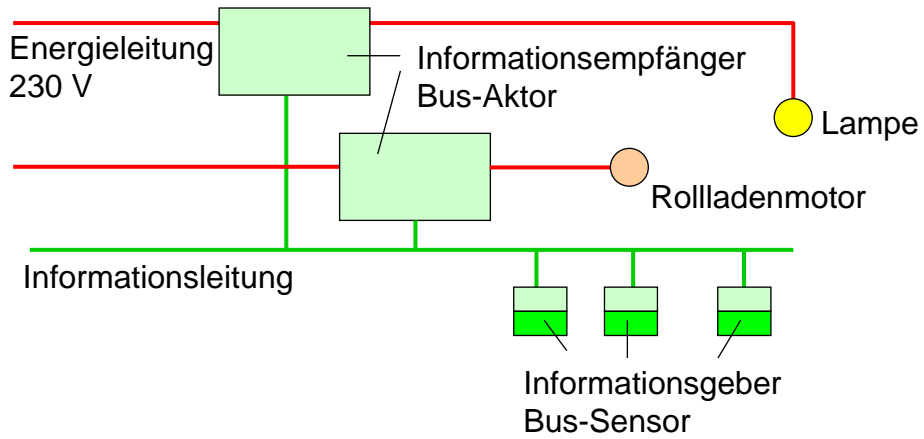 Energieleitung
230 V
Informationsempfänger
Bus-Aktor
Lampe
Rollladenmotor
Informationsleitung
Informationsgeber
Bus-Sensor